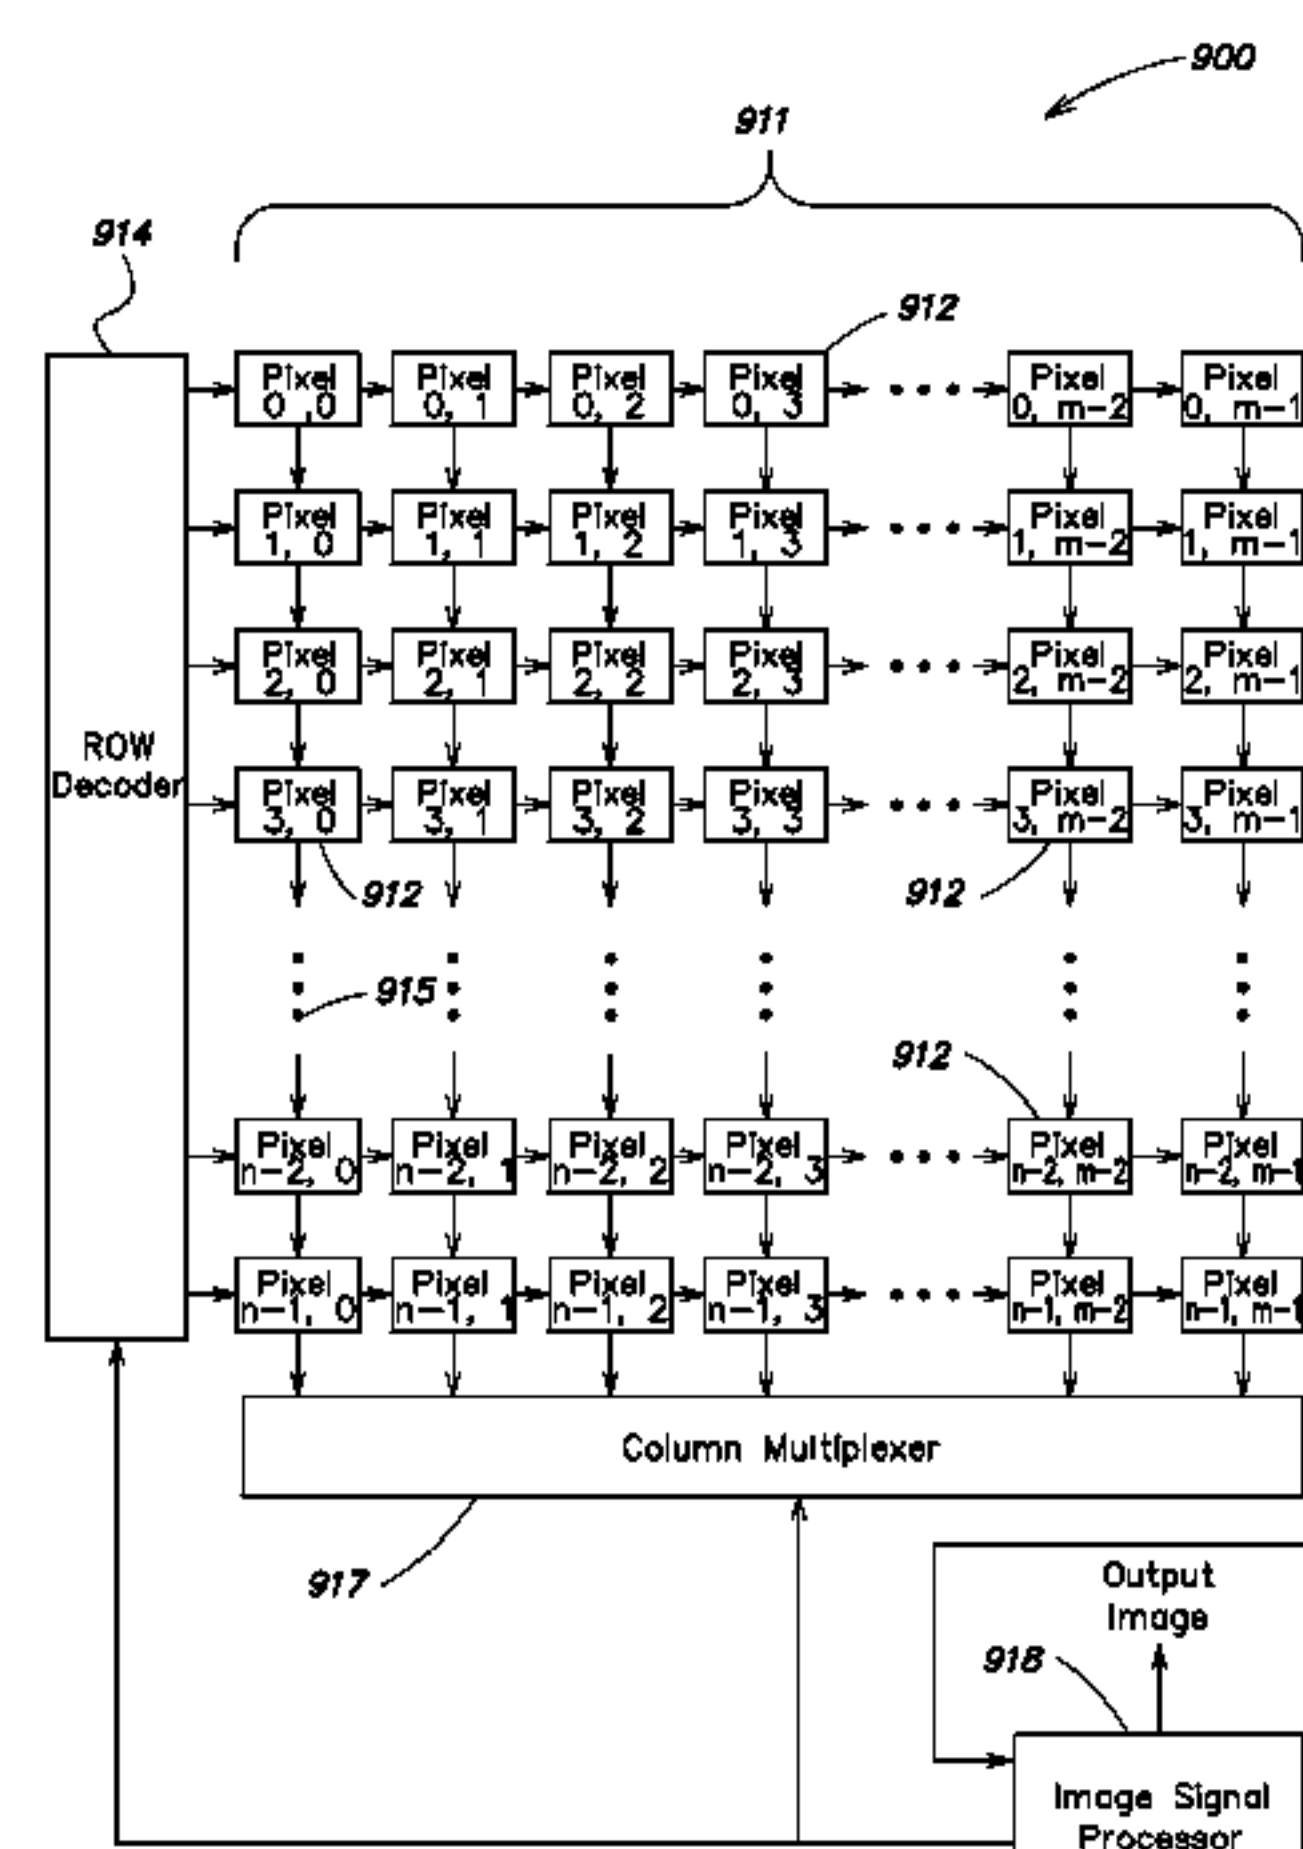 900
911
914
912
Pixel Pixel Pixel Pixel Pixel Pixel
0 ,0 0, 1 0, 2 0, 3 0, m-2 0, m-1
Pixel Pixel Pixel Pixel Pixel Pixel
1, 0 1, 1 1, 2 1, 3 1, m-2 1, m-1
Pixel Pixel Pixel Pixel Pixel Pixel
2, 0 2, 1 2, 2 2, 3 2, m-2 2, m-1
ROW
Decoder
Pixel Pixel Pixel Pixel Pixel Pixel
3, 0 3, 1 3, 2 3, 3 3, m-2 3, m-1
912 912
915
912
Pixel Pixel Pixel Pixel Pixel Pixel
n-2, 0 n-2, 1 n-2, 2 n-2, 3 n-2, m-2 n-2, m-1
Pixel Pixel Pixel Pixel Pixel Pixel
n-1, 0 n-1, 1 n-1, 2 n-1, 3 n-1, m-2 n-1, m-1
Column Multiplexer
917
Output
Image
918
Image Signal
Processor